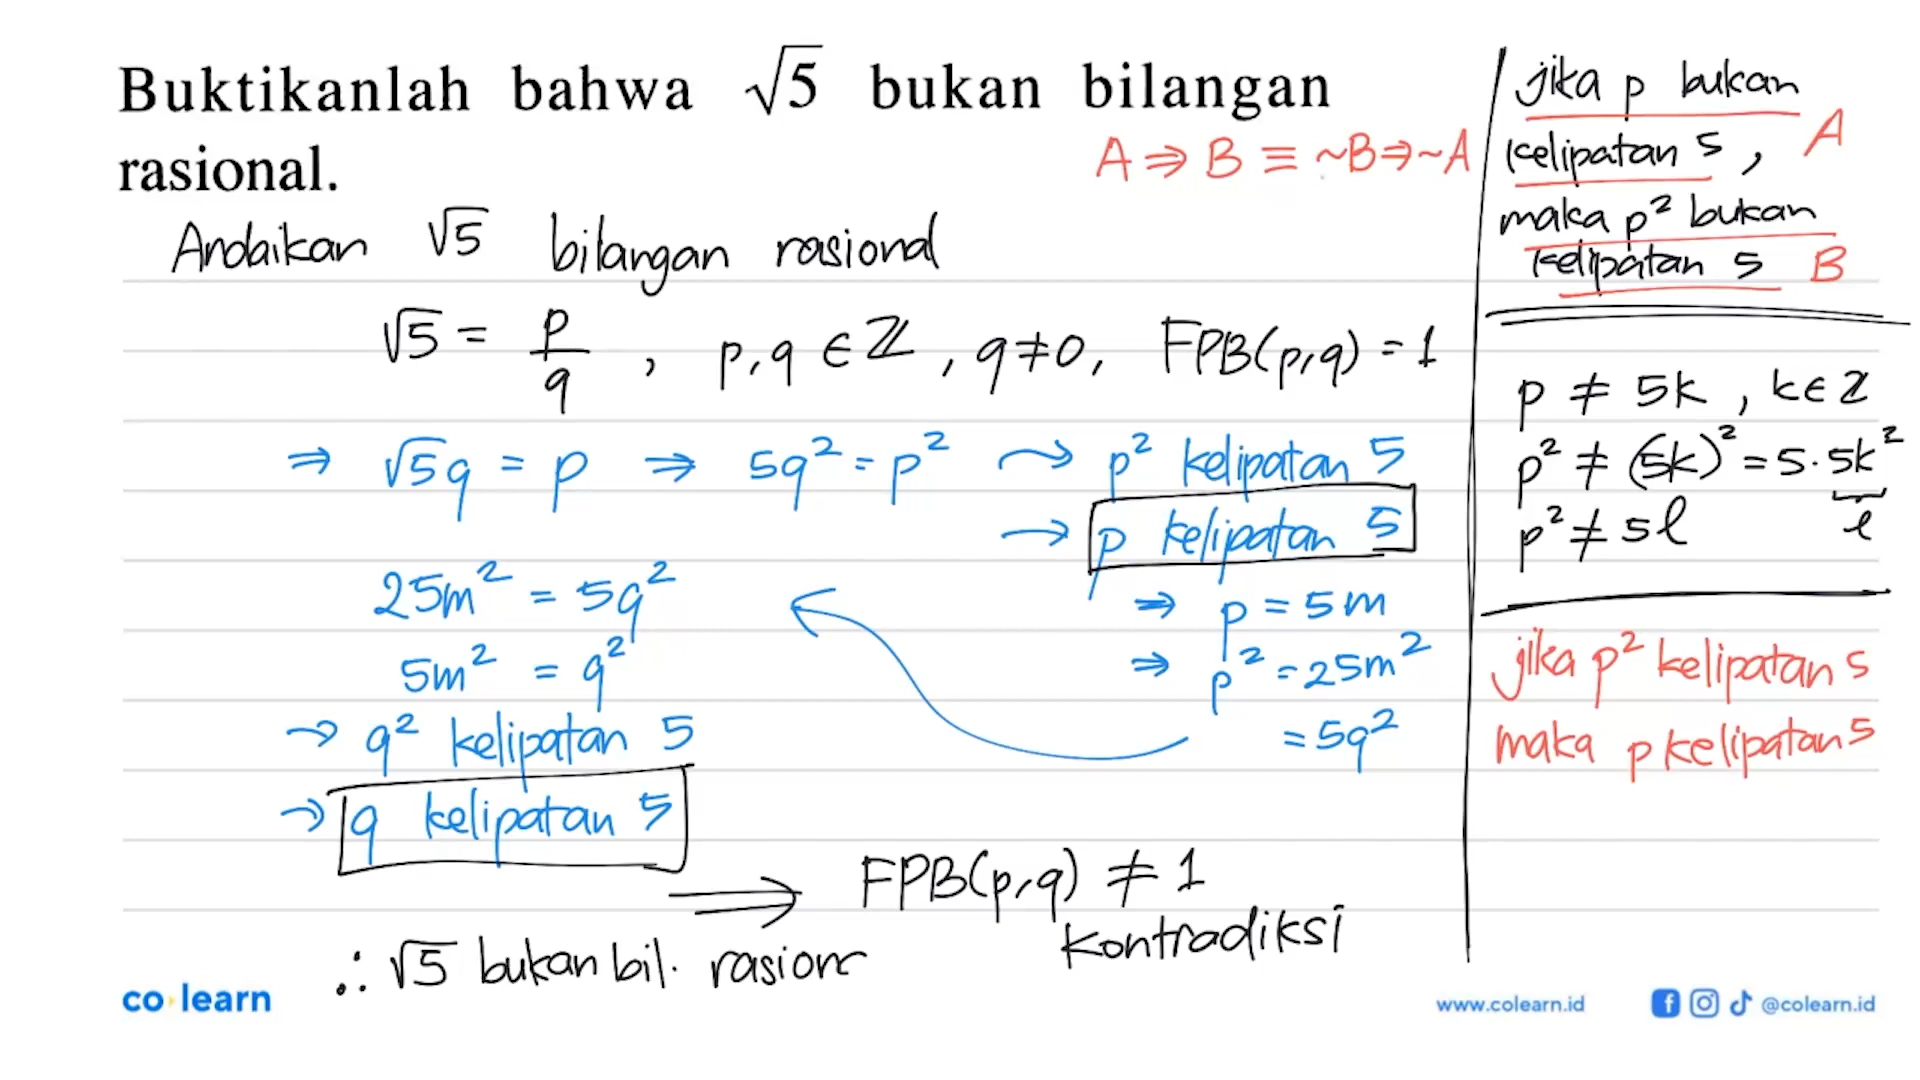 Buktikanlah bahwa √5 bukan bilangan
rasional.
A ⇒ B ≡ ~B ⇒ ~A
Andaikan √5 bilangan rasional
√5 = p/q , p,q ∈ ℤ , q ≠ 0, FPB(p,q) = 1
⇒ √5q = p ⇒ 5q² = p² → p² kelipatan 5
→ p kelipatan 5
⇒ p = 5m
⇒ p² = 25m²
= 5q²
25m² = 5q²
5m² = q²
→ q² kelipatan 5
→ q kelipatan 5
⇒ FPB(p,q) ≠ 1
Kontradiksi
∴ √5 bukan bil. rasiona
jika p bukan
kelipatan 5, A
maka p² bukan
kelipatan 5 B
p ≠ 5k , k ∈ ℤ
p² ≠ (5k)² = 5·5k²
p² ≠ 5l l
jika p² kelipatan 5
maka p kelipatan 5
co learn
www.colearn.id @colearn.id